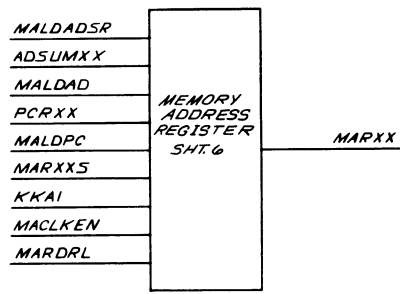 MALDADSR
ADSUMXX
MALDAD
PCRXX
MALDPC
MARXXS
KKAI
MACLKEN
MARDRL
MEMORY
ADDRESS
REGISTER
SHT. 6
MARXX